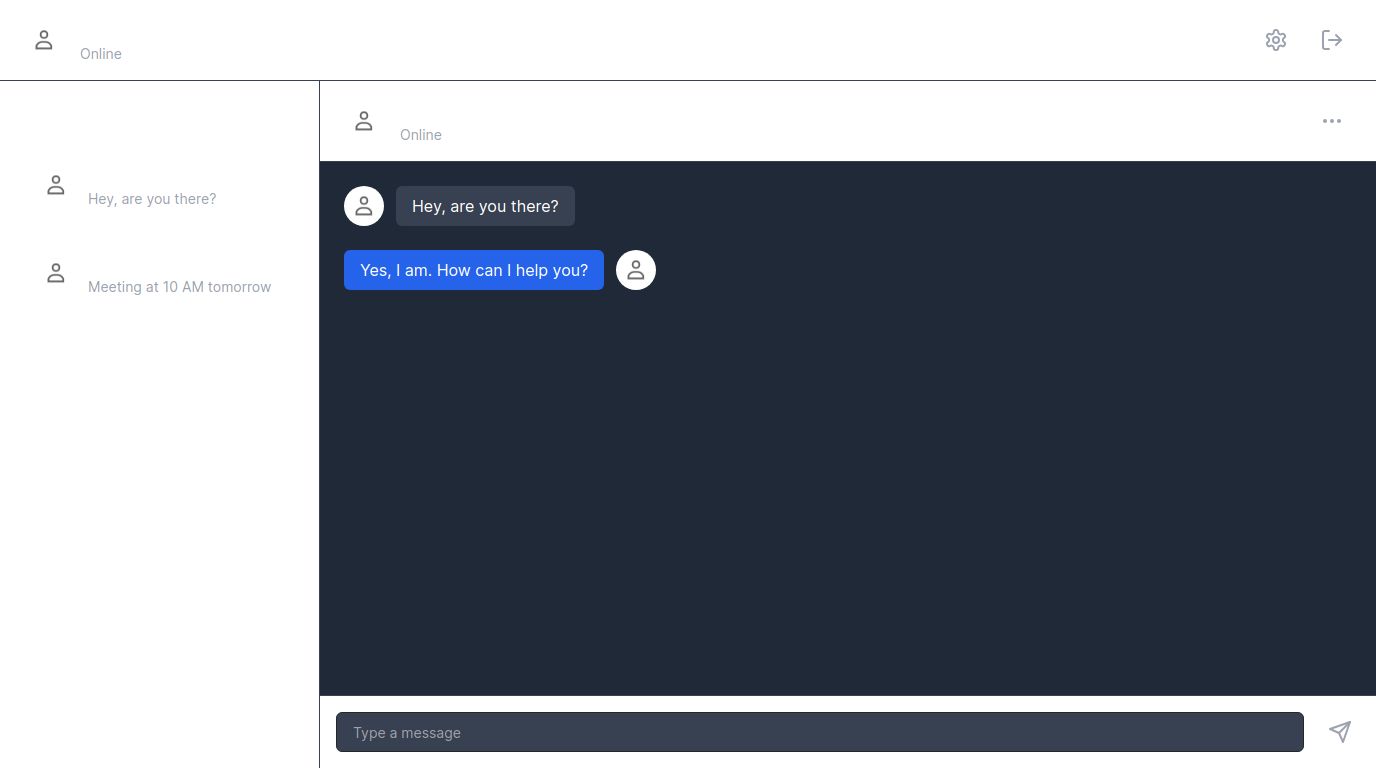 Online
Online
Hey, are you there?
Meeting at 10 AM tomorrow
Hey, are you there?
Yes, I am. How can I help you?
Type a message